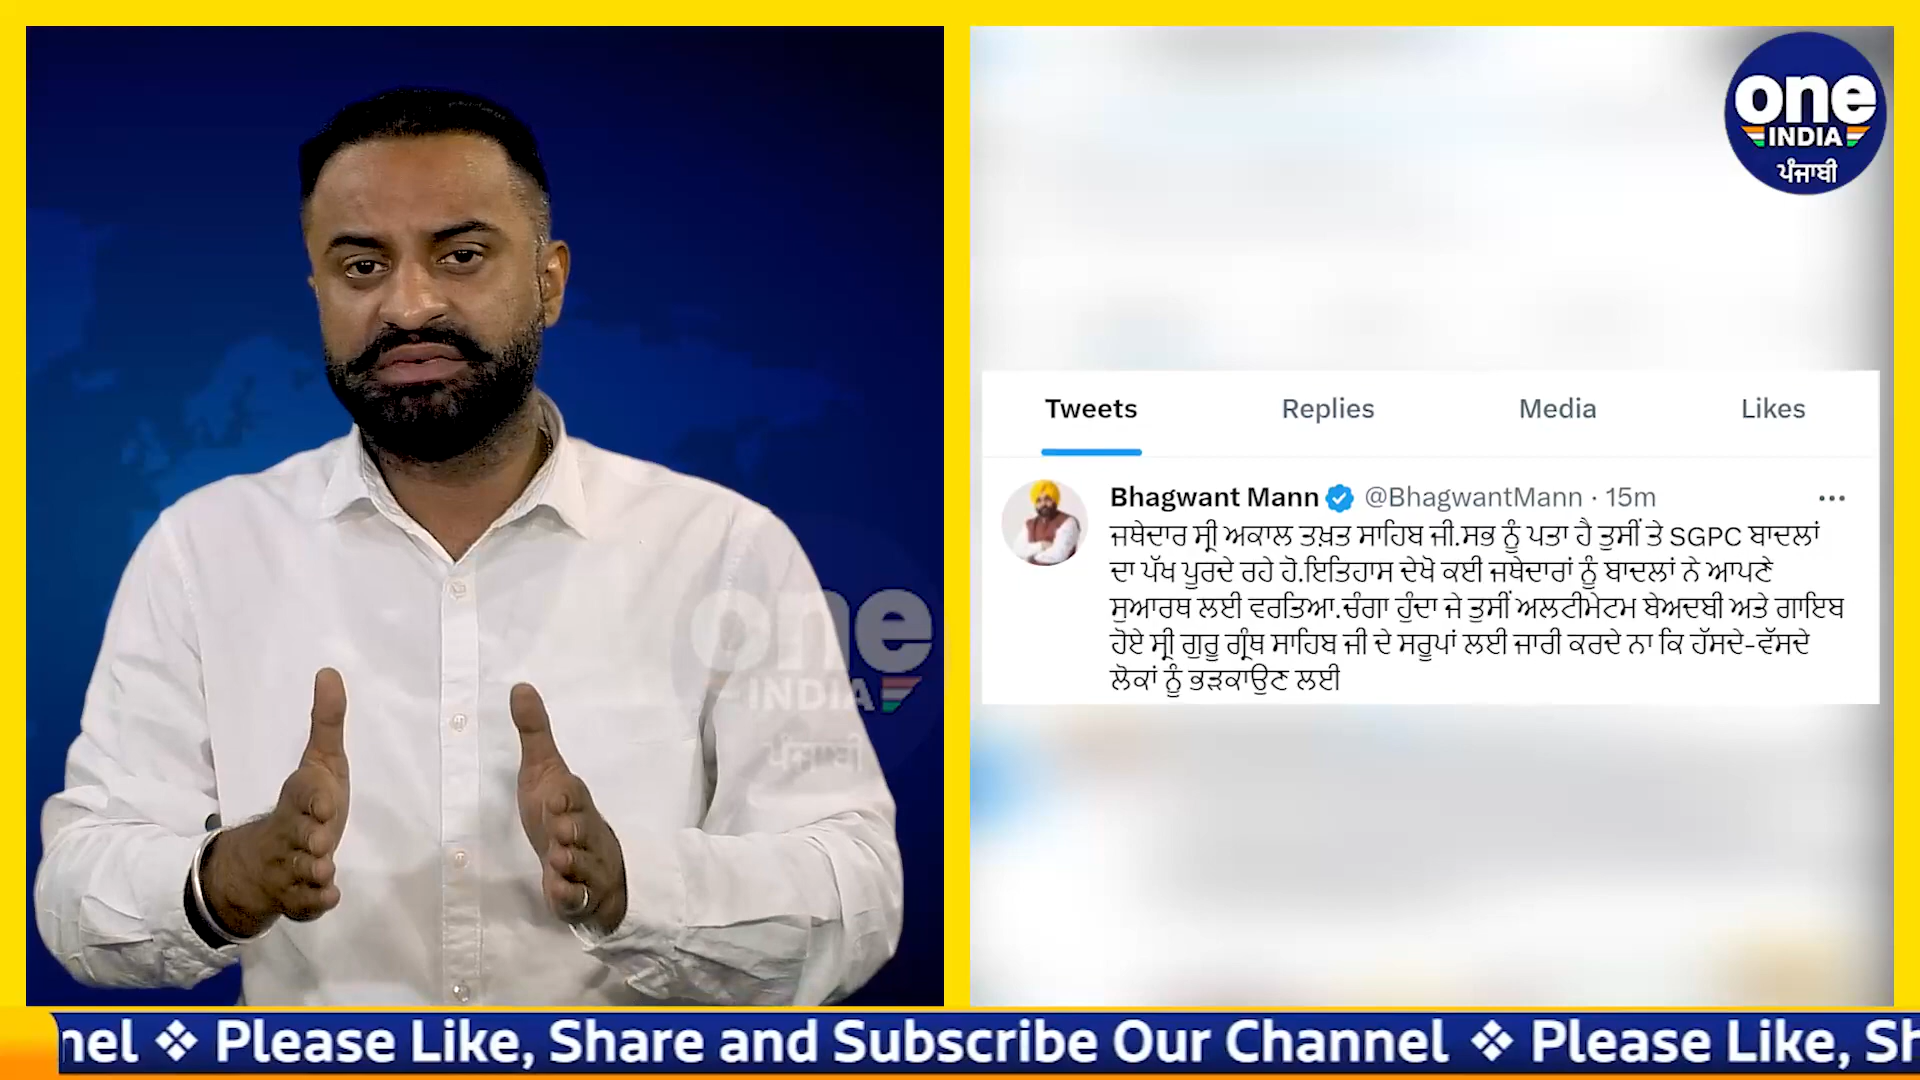 one
INDIA
ਪੰਜਾਬੀ
Tweets Replies Media Likes
Bhagwant Mann @BhagwantMann · 15m
ਜਥੇਦਾਰ ਸ੍ਰੀ ਅਕਾਲ ਤਖ਼ਤ ਸਾਹਿਬ ਜੀ.ਸਭ ਨੂੰ ਪਤਾ ਹੈ ਤੁਸੀਂ ਤੇ SGPC ਬਾਦਲਾਂ
ਦਾ ਪੱਖ ਪੂਰਦੇ ਰਹੇ ਹੋ.ਇਤਿਹਾਸ ਦੇਖੋ ਕਈ ਜਥੇਦਾਰਾਂ ਨੂੰ ਬਾਦਲਾਂ ਨੇ ਆਪਣੇ
ਸੁਆਰਥ ਲਈ ਵਰਤਿਆ.ਚੰਗਾ ਹੁੰਦਾ ਜੇ ਤੁਸੀਂ ਅਲਟੀਮੇਟਮ ਬੇਅਦਬੀ ਅਤੇ ਗਾਇਬ
ਹੋਏ ਸ੍ਰੀ ਗੁਰੂ ਗ੍ਰੰਥ ਸਾਹਿਬ ਜੀ ਦੇ ਸਰੂਪਾਂ ਲਈ ਜਾਰੀ ਕਰਦੇ ਨਾ ਕਿ ਹੱਸਦੇ-ਵੱਸਦੇ
ਲੋਕਾਂ ਨੂੰ ਭੜਕਾਉਣ ਲਈ
one
INDIA
ਪੰਜਾਬੀ
nel ❖ Please Like, Share and Subscribe Our Channel ❖ Please Like, Sh